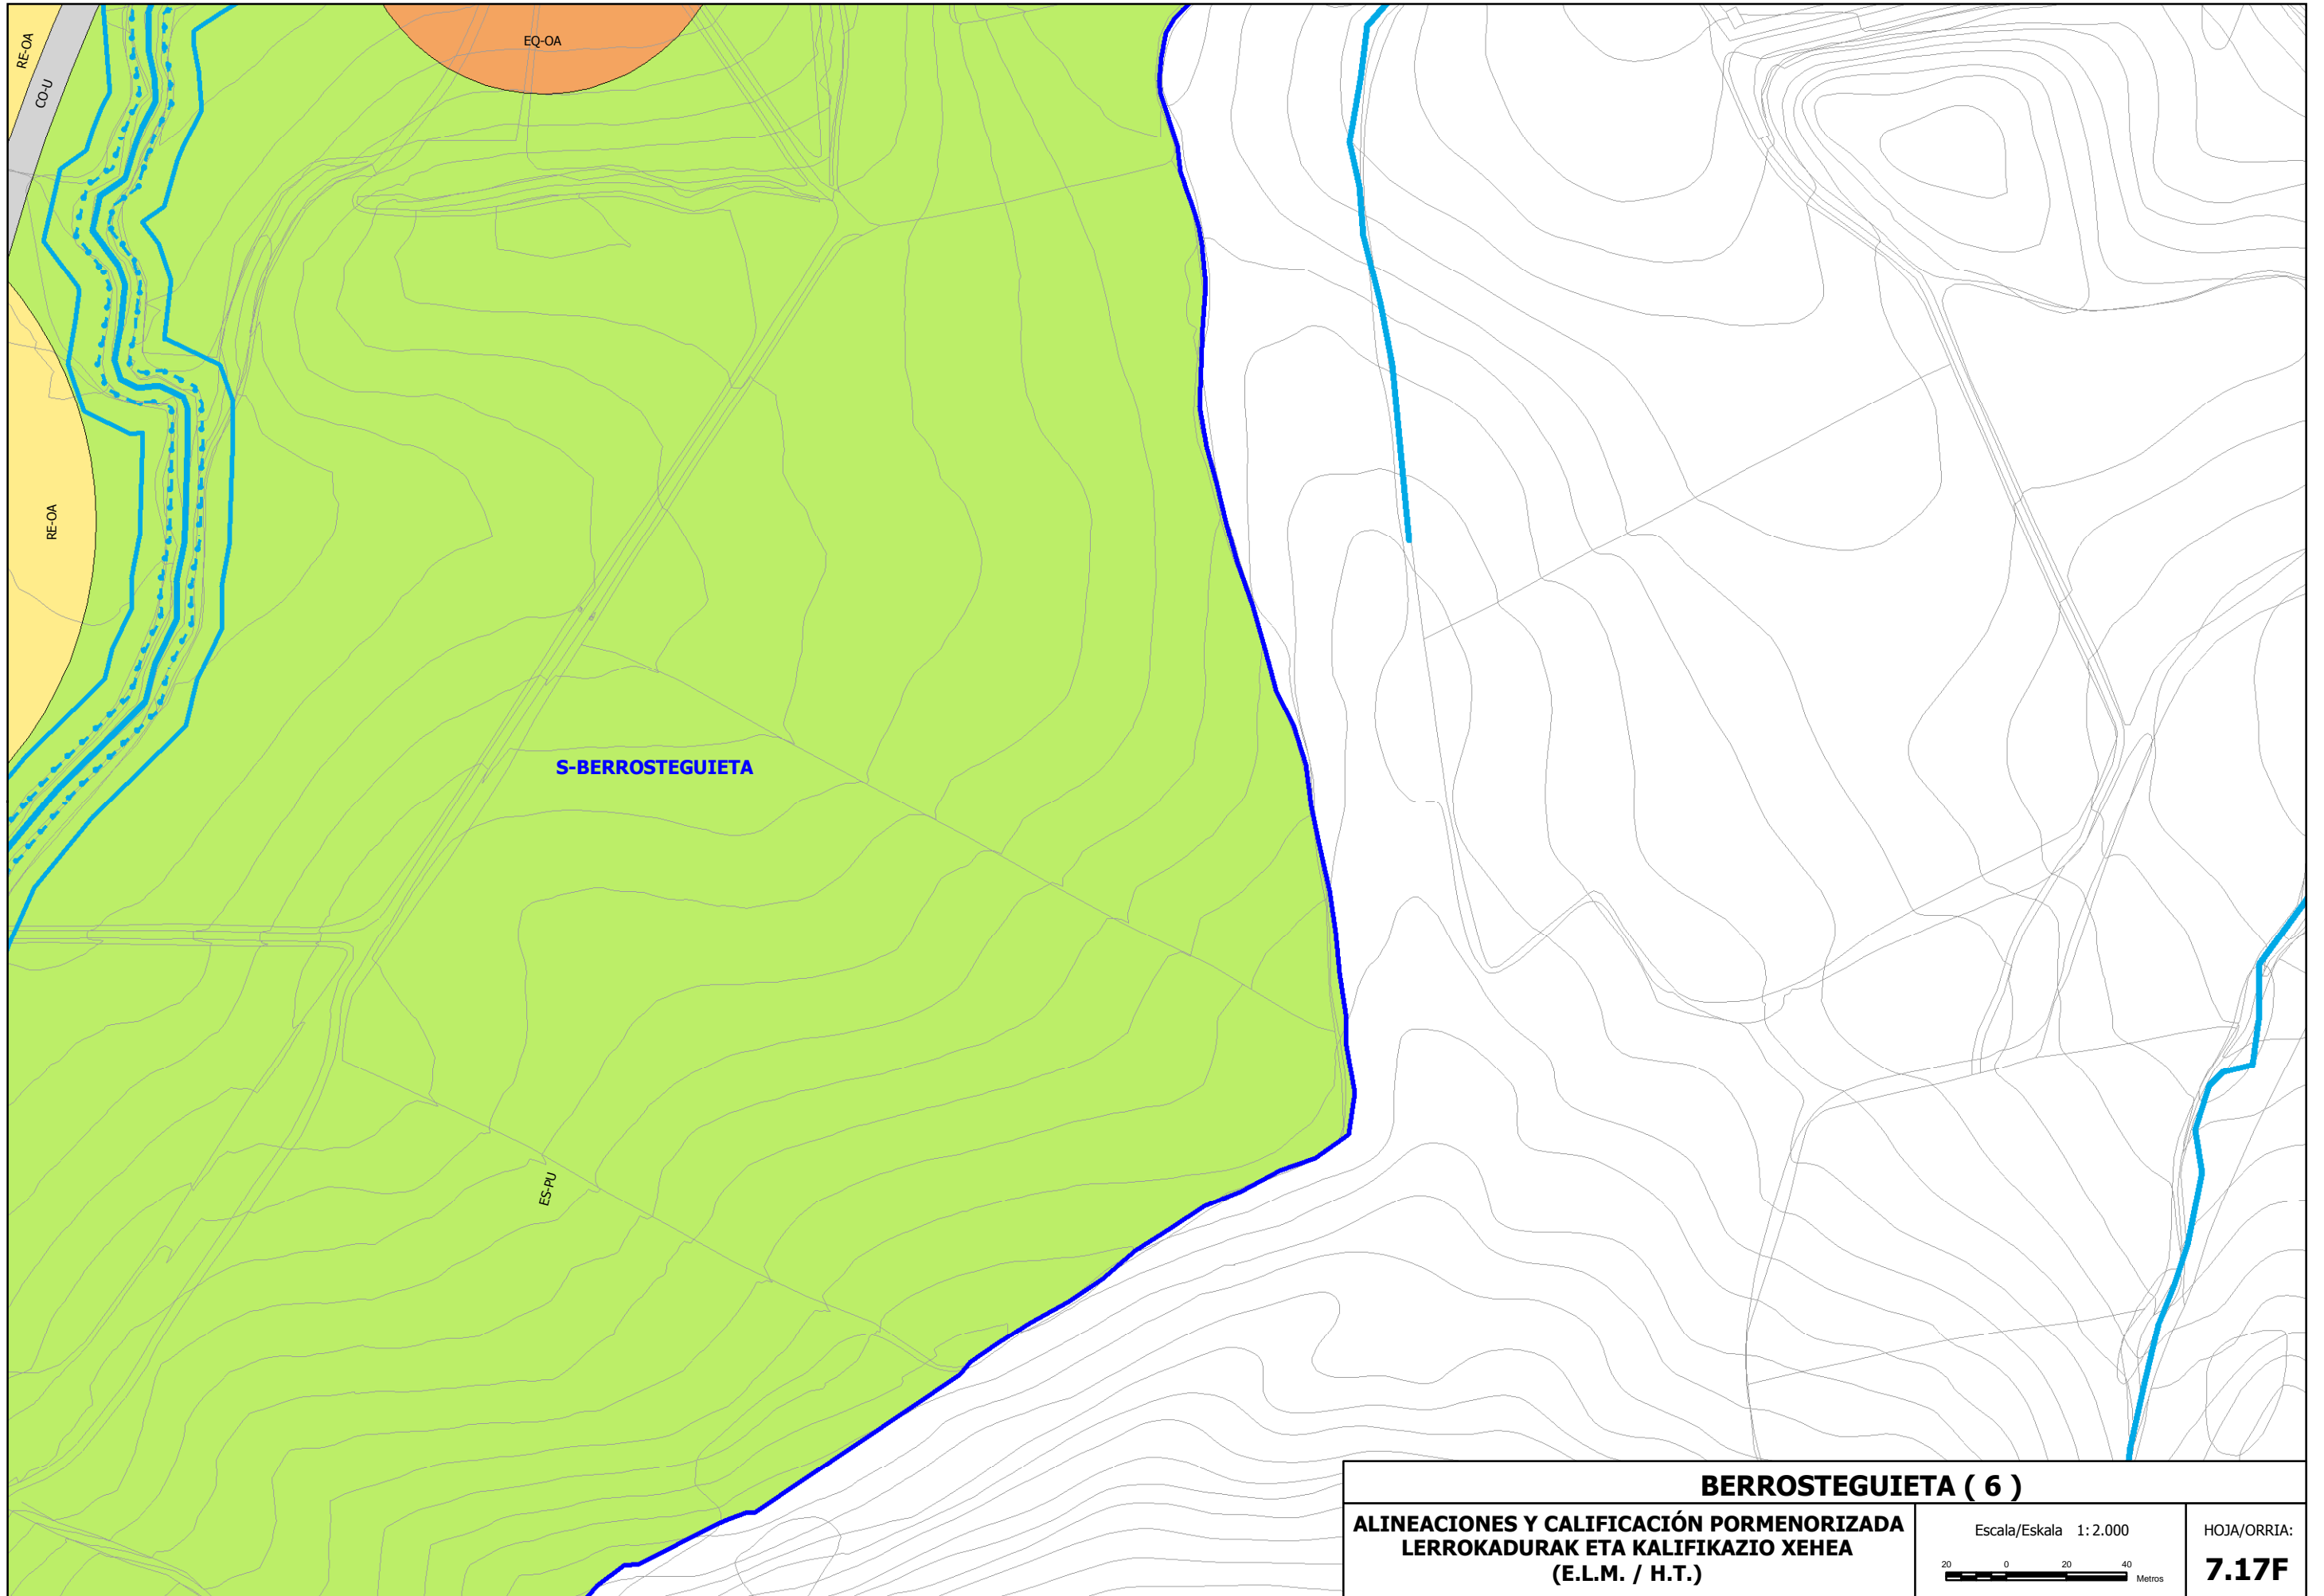 RE-OA
CO-U
EQ-OA
RE-OA
S-BERROSTEGUIETA
ES-PU
BERROSTEGUIETA ( 6 )
ALINEACIONES Y CALIFICACIÓN PORMENORIZADA
LERROKADURAK ETA KALIFIKAZIO XEHEA
(E.L.M. / H.T.)
Escala/Eskala 1:2.000
20 0 20 40 Metros
HOJA/ORRIA:
7.17F